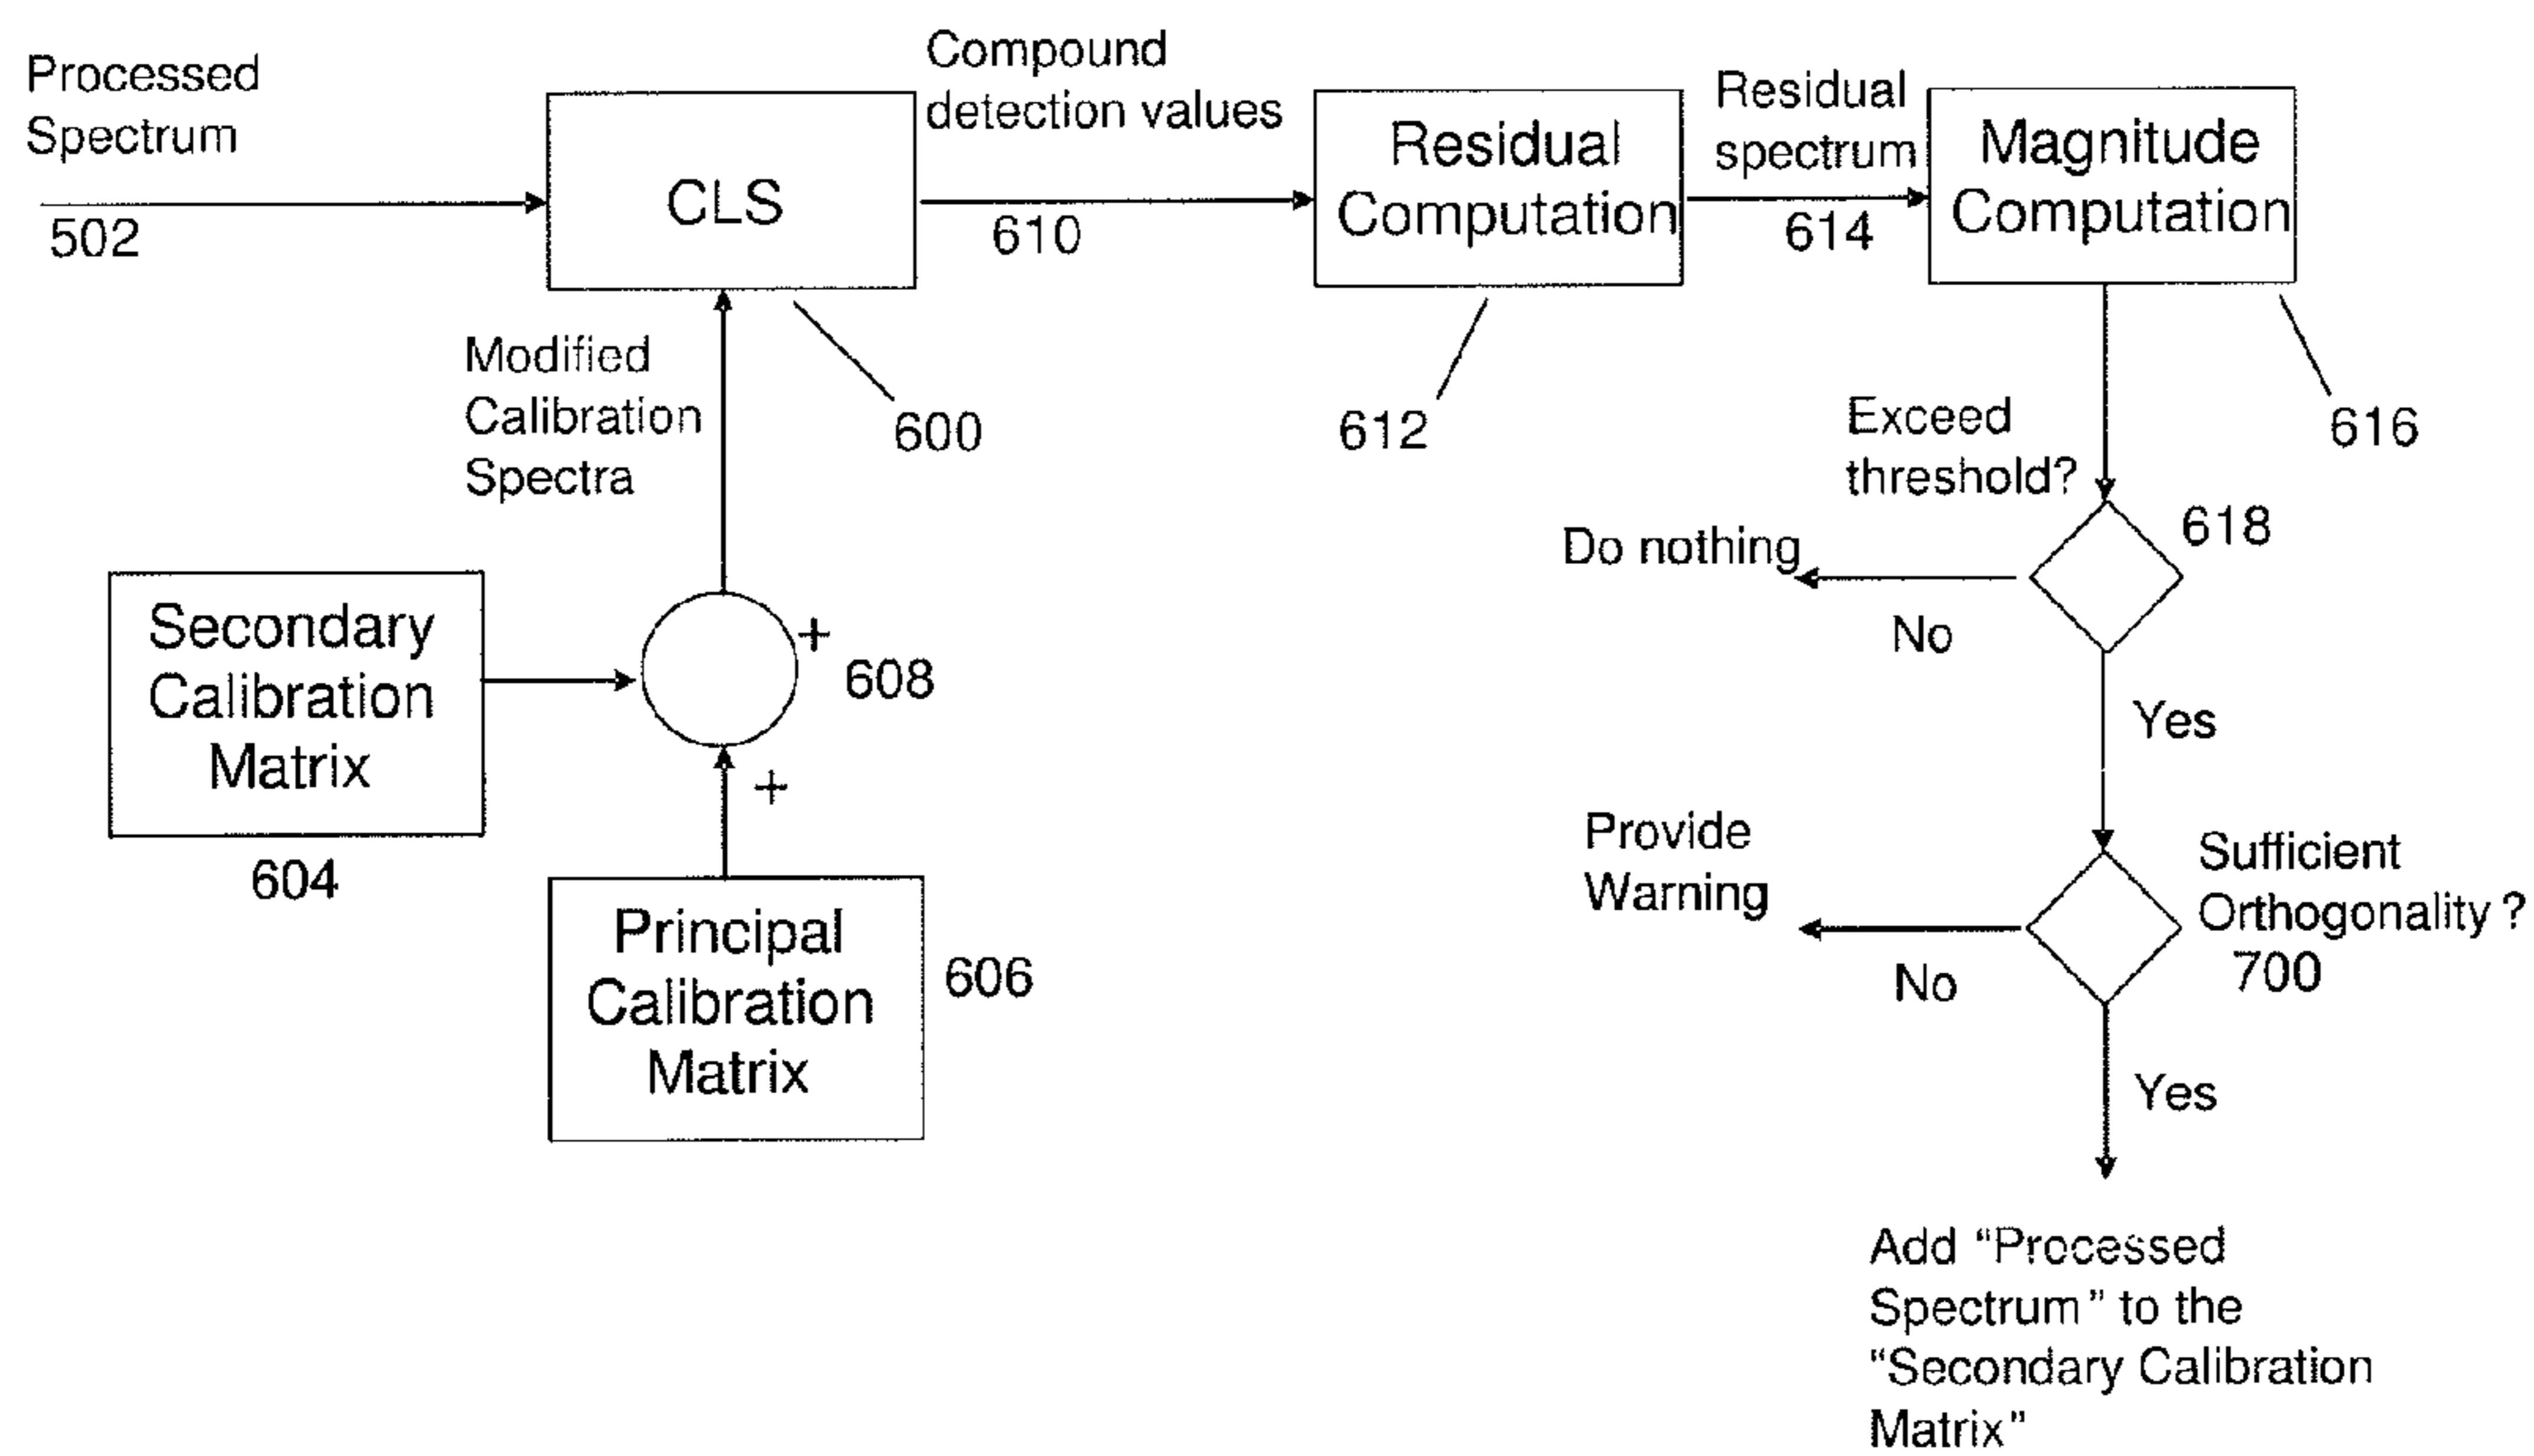 Processed
Spectrum
502
CLS
600
Compound
detection values
610
Residual
Computation
612
Residual
spectrum
614
Magnitude
Computation
616
Modified
Calibration
Spectra
Secondary
Calibration
Matrix
604
+
608
+
Principal
Calibration
Matrix
606
Exceed
threshold?
618
Do nothing
No
Yes
Provide
Warning
No
Sufficient
Orthogonality ?
700
Yes
Add “Processed
Spectrum” to the
“Secondary Calibration
Matrix”